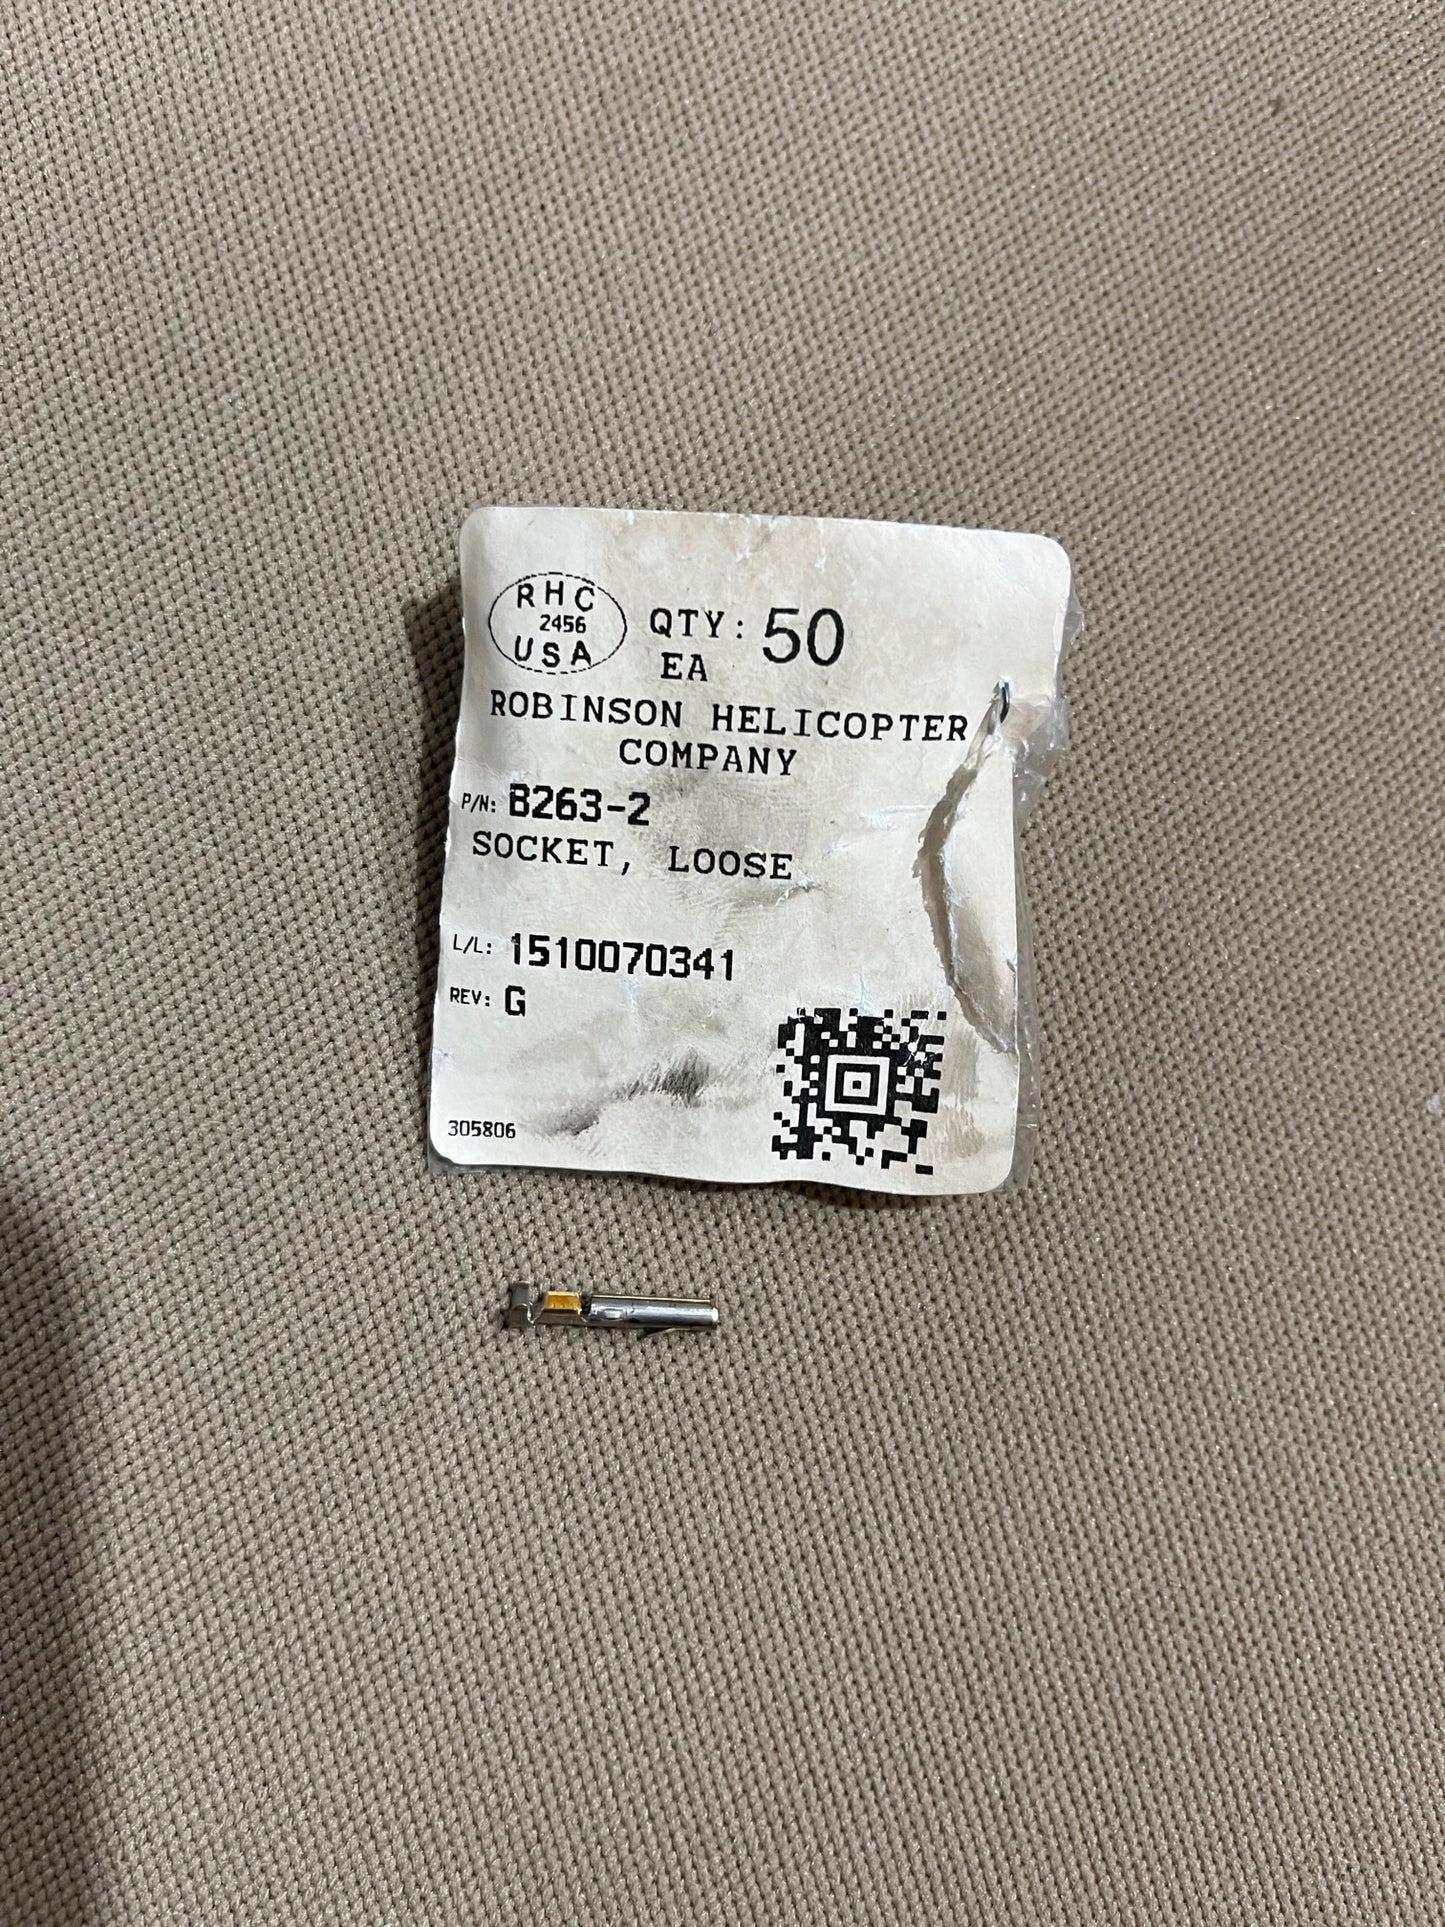 RHC
2456
USA
QTY: 50
EA
ROBINSON HELICOPTER
COMPANY
P/N: B263-2
SOCKET, LOOSE
L/L: 1510070341
REV: G
305806